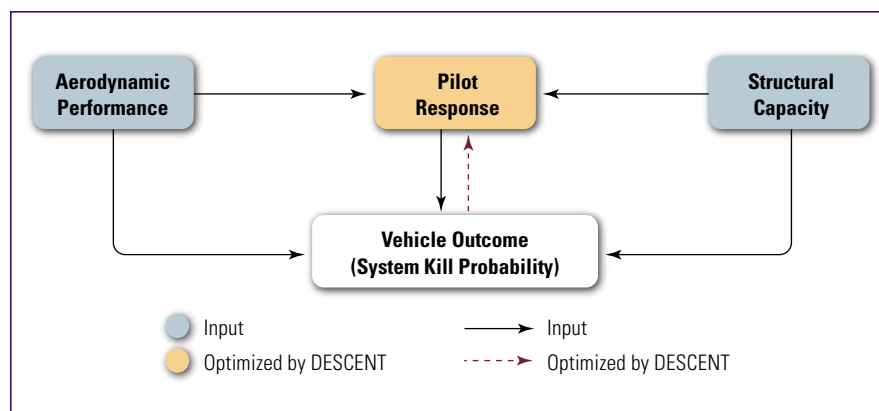 Aerodynamic
Performance
Pilot
Response
Structural
Capacity
Vehicle Outcome
(System Kill Probability)
Input
Input
Optimized by DESCENT
Optimized by DESCENT